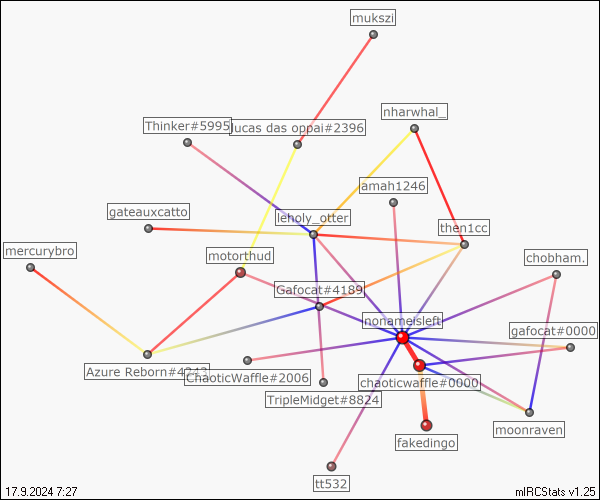 mukszi
nharwhal_
Thinker#5995
lucas das oppai#2396
amah1246
gateauxcatto
leholy_otter
then1cc
mercurybro
motorthud
chobham.
Gafocat#4189
nonameisleft
gafocat#0000
Azure Reborn#4243
ChaoticWaffle#2006
chaoticwaffle#0000
TripleMidget#8824
moonraven
fakedingo
tt532
17.9.2024 7:27
mIRCStats v1.25